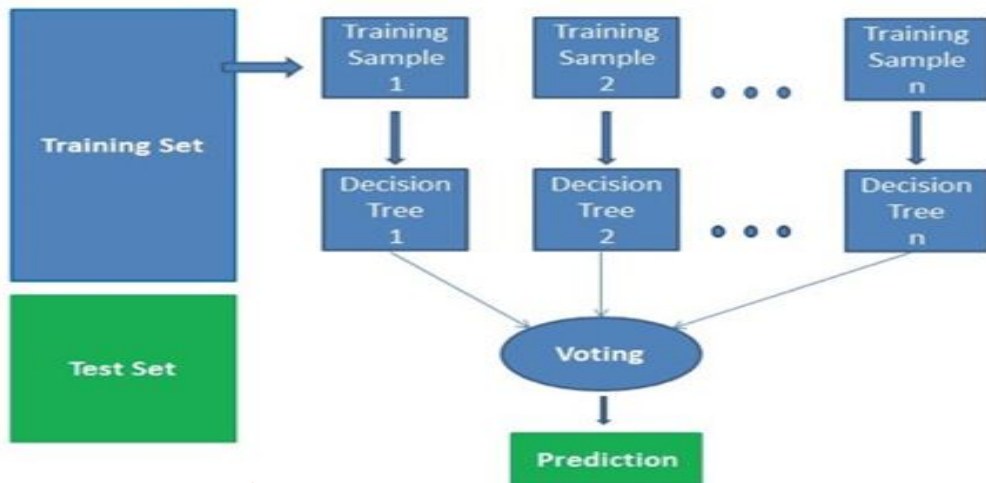 Training Set
Training
Sample
1
Training
Sample
2
Training
Sample
n
Decision
Tree
1
Decision
Tree
2
Decision
Tree
n
Voting
Test Set
Prediction